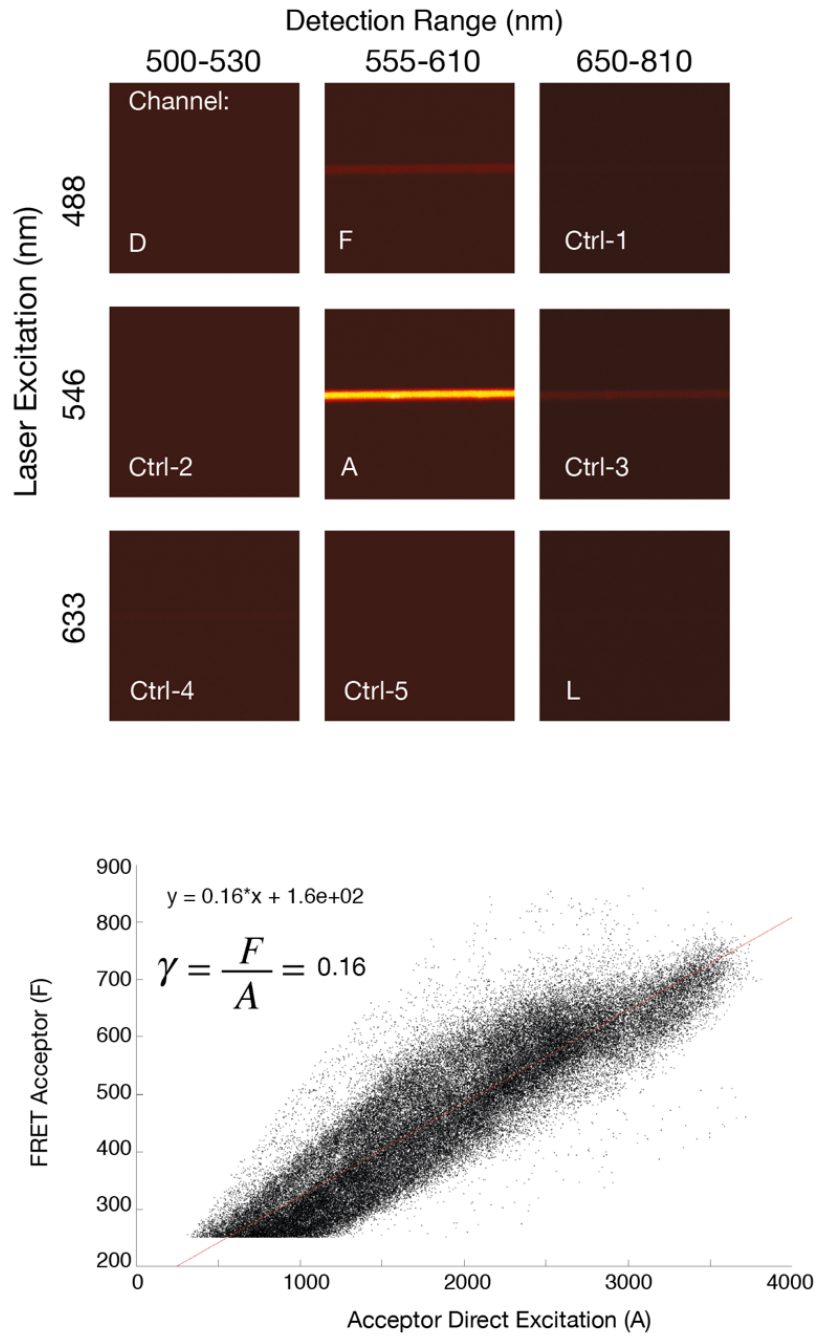 Detection Range (nm)
500-530 555-610 650-810
Laser Excitation (nm)
488
Channel:
D F Ctrl-1
546
Ctrl-2 A Ctrl-3
633
Ctrl-4 Ctrl-5 L
900
800
700
600
500
400
300
200
FRET Acceptor (F)
y = 0.16*x + 1.6e+02
γ = F/A = 0.16
0 1000 2000 3000 4000
Acceptor Direct Excitation (A)